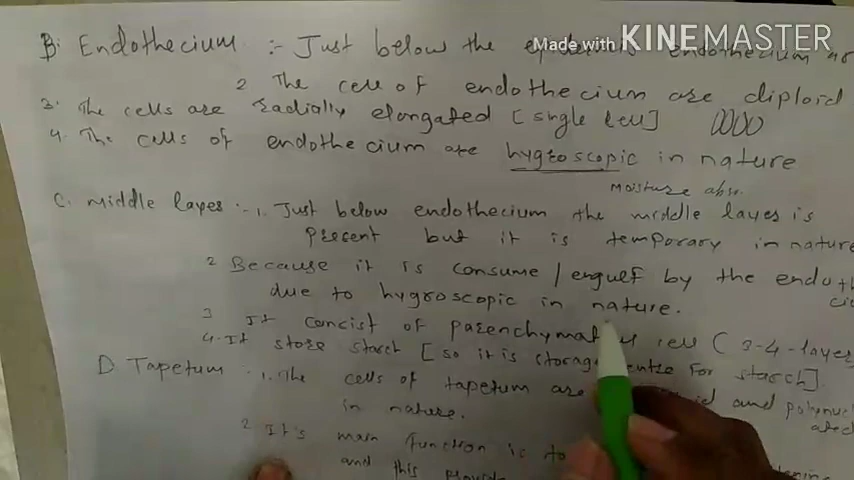 Made with KINEMASTER
B. Endothecium :- Just below the epidermis endothecium
2 The cell of endothecium are diploid
3. The cells are radially elongated [single cell]
4. The cells of endothecium are hygroscopic in nature
Moisture abso.
C. middle layer :- 1. Just below endothecium the middle layer is
Present but it is temporary in nature
2 Because it is consume / engulf by the
due to hygroscopic in nature.
3 It concist of parenchymatous cell ( 3-4-layer
4. It store starch [so it is storage centre for starch].
D Tapetum :- 1. The cells of tapetum are and
in nature.
2 It's main function is to
and this